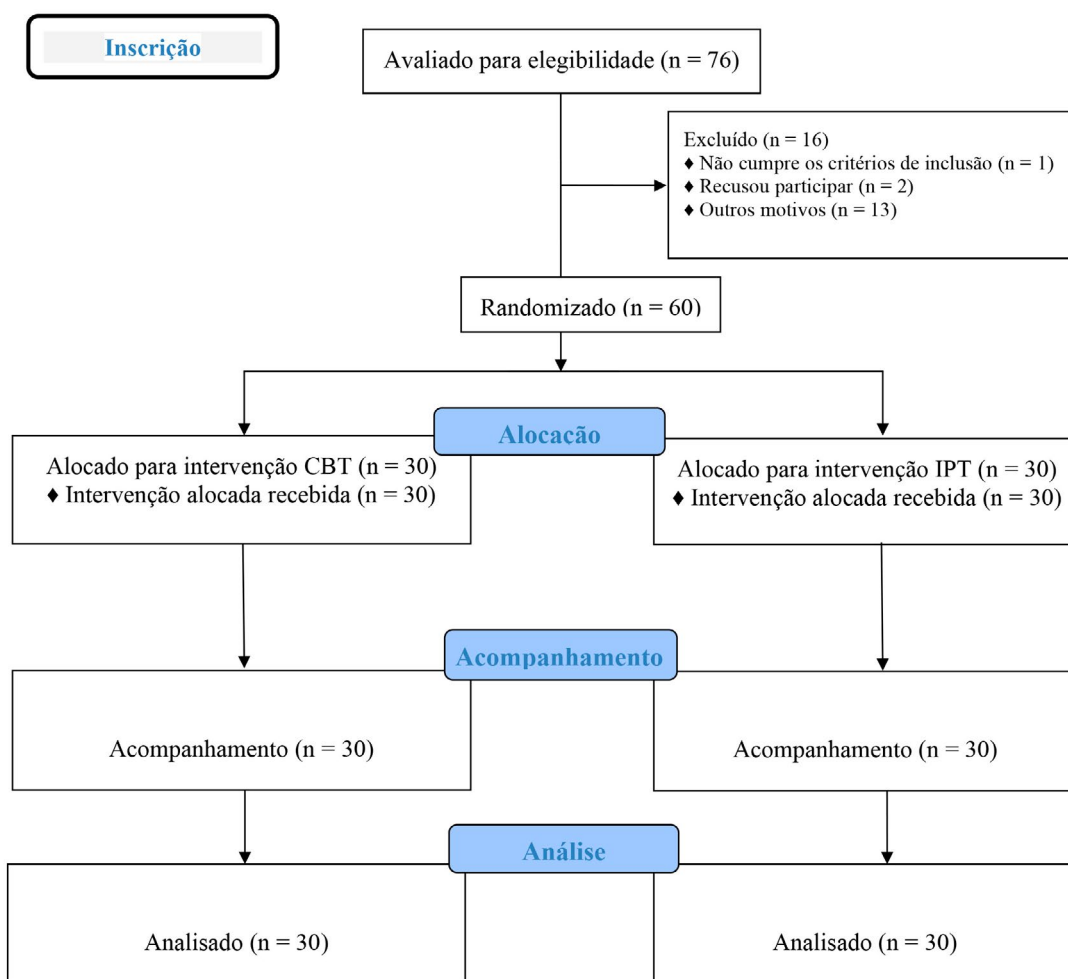 Inscrição
Avaliado para elegibilidade (n = 76)
Excluído (n = 16)
♦ Não cumpre os critérios de inclusão (n = 1)
♦ Recusou participar (n = 2)
♦ Outros motivos (n = 13)
Randomizado (n = 60)
Alocação
Alocado para intervenção CBT (n = 30)
♦ Intervenção alocada recebida (n = 30)
Alocado para intervenção IPT (n = 30)
♦ Intervenção alocada recebida (n = 30)
Acompanhamento
Acompanhamento (n = 30)
Acompanhamento (n = 30)
Análise
Analisado (n = 30)
Analisado (n = 30)